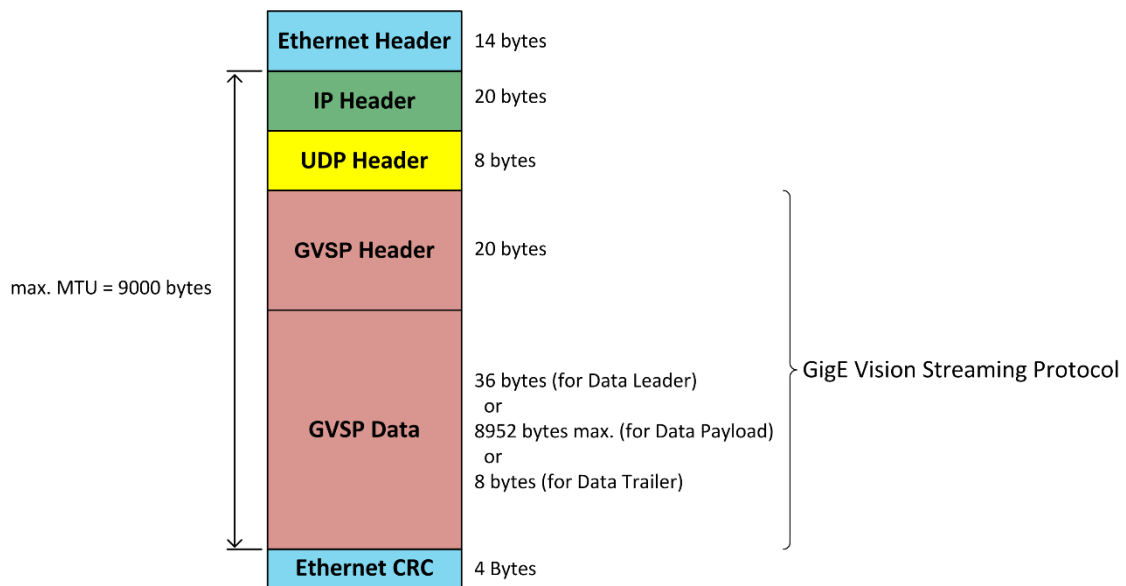 Ethernet Header
14 bytes
IP Header
20 bytes
UDP Header
8 bytes
GVSP Header
20 bytes
max. MTU = 9000 bytes
GigE Vision Streaming Protocol
GVSP Data
36 bytes (for Data Leader)
or
8952 bytes max. (for Data Payload)
or
8 bytes (for Data Trailer)
Ethernet CRC
4 Bytes